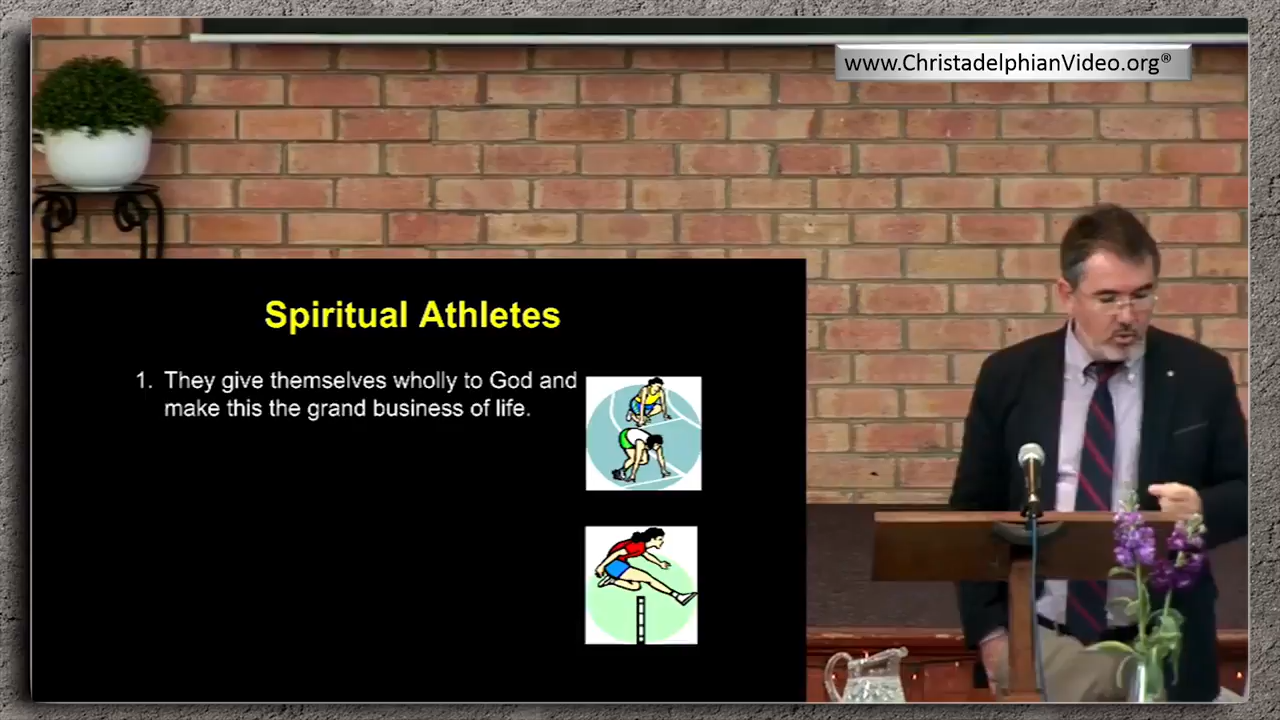 www.ChristadelphianVideo.org®
Spiritual Athletes
1. They give themselves wholly to God and
make this the grand business of life.